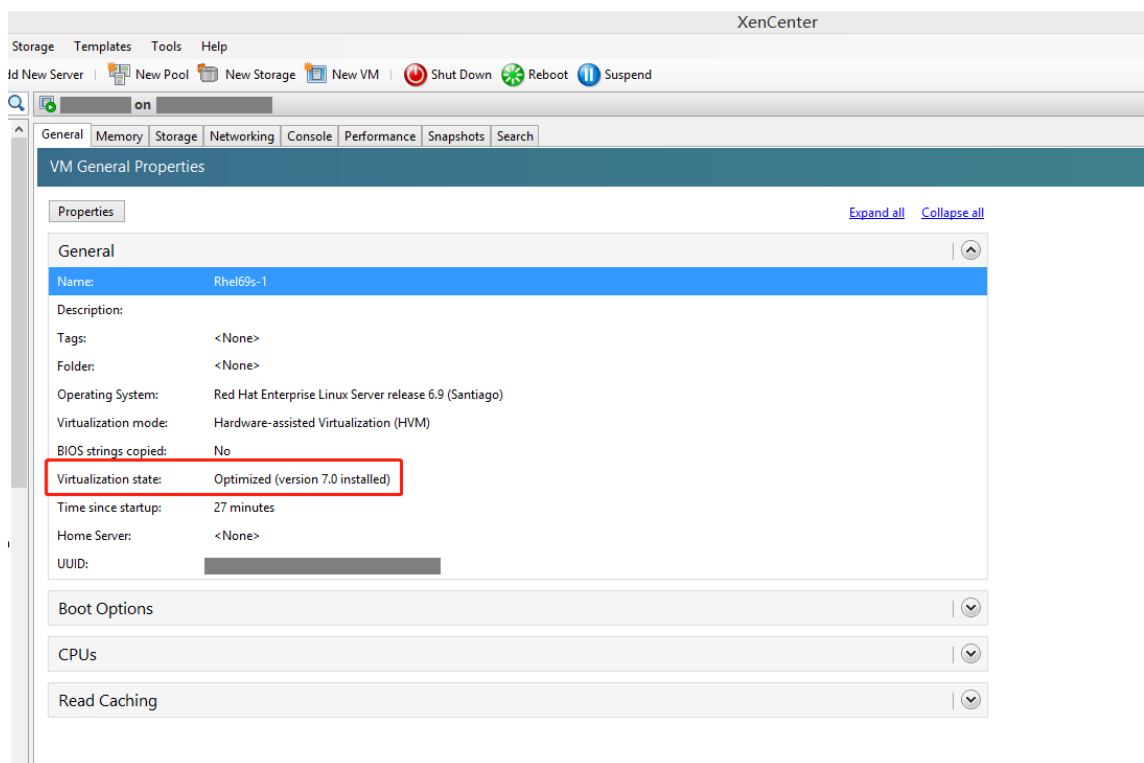 XenCenter
Storage Templates Tools Help
New Server New Pool New Storage New VM Shut Down Reboot Suspend
on
General Memory Storage Networking Console Performance Snapshots Search
VM General Properties
Properties Expand all Collapse all
General
Name: Rhel69s-1
Description:
Tags: <None>
Folder: <None>
Operating System: Red Hat Enterprise Linux Server release 6.9 (Santiago)
Virtualization mode: Hardware-assisted Virtualization (HVM)
BIOS strings copied: No
Virtualization state: Optimized (version 7.0 installed)
Time since startup: 27 minutes
Home Server: <None>
UUID:
Boot Options
CPUs
Read Caching